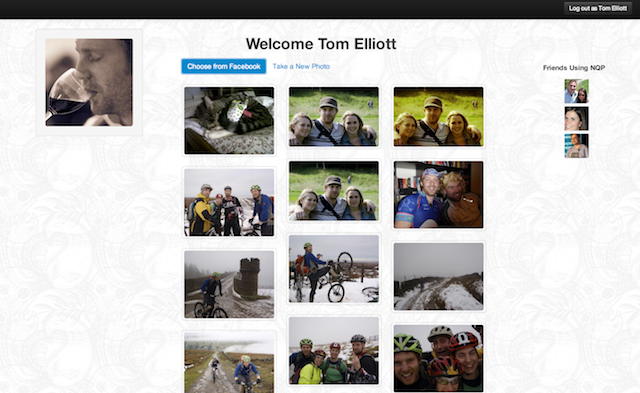 Log out as Tom Elliott
Welcome Tom Elliott
Choose from Facebook
Take a New Photo
Friends Using NQP